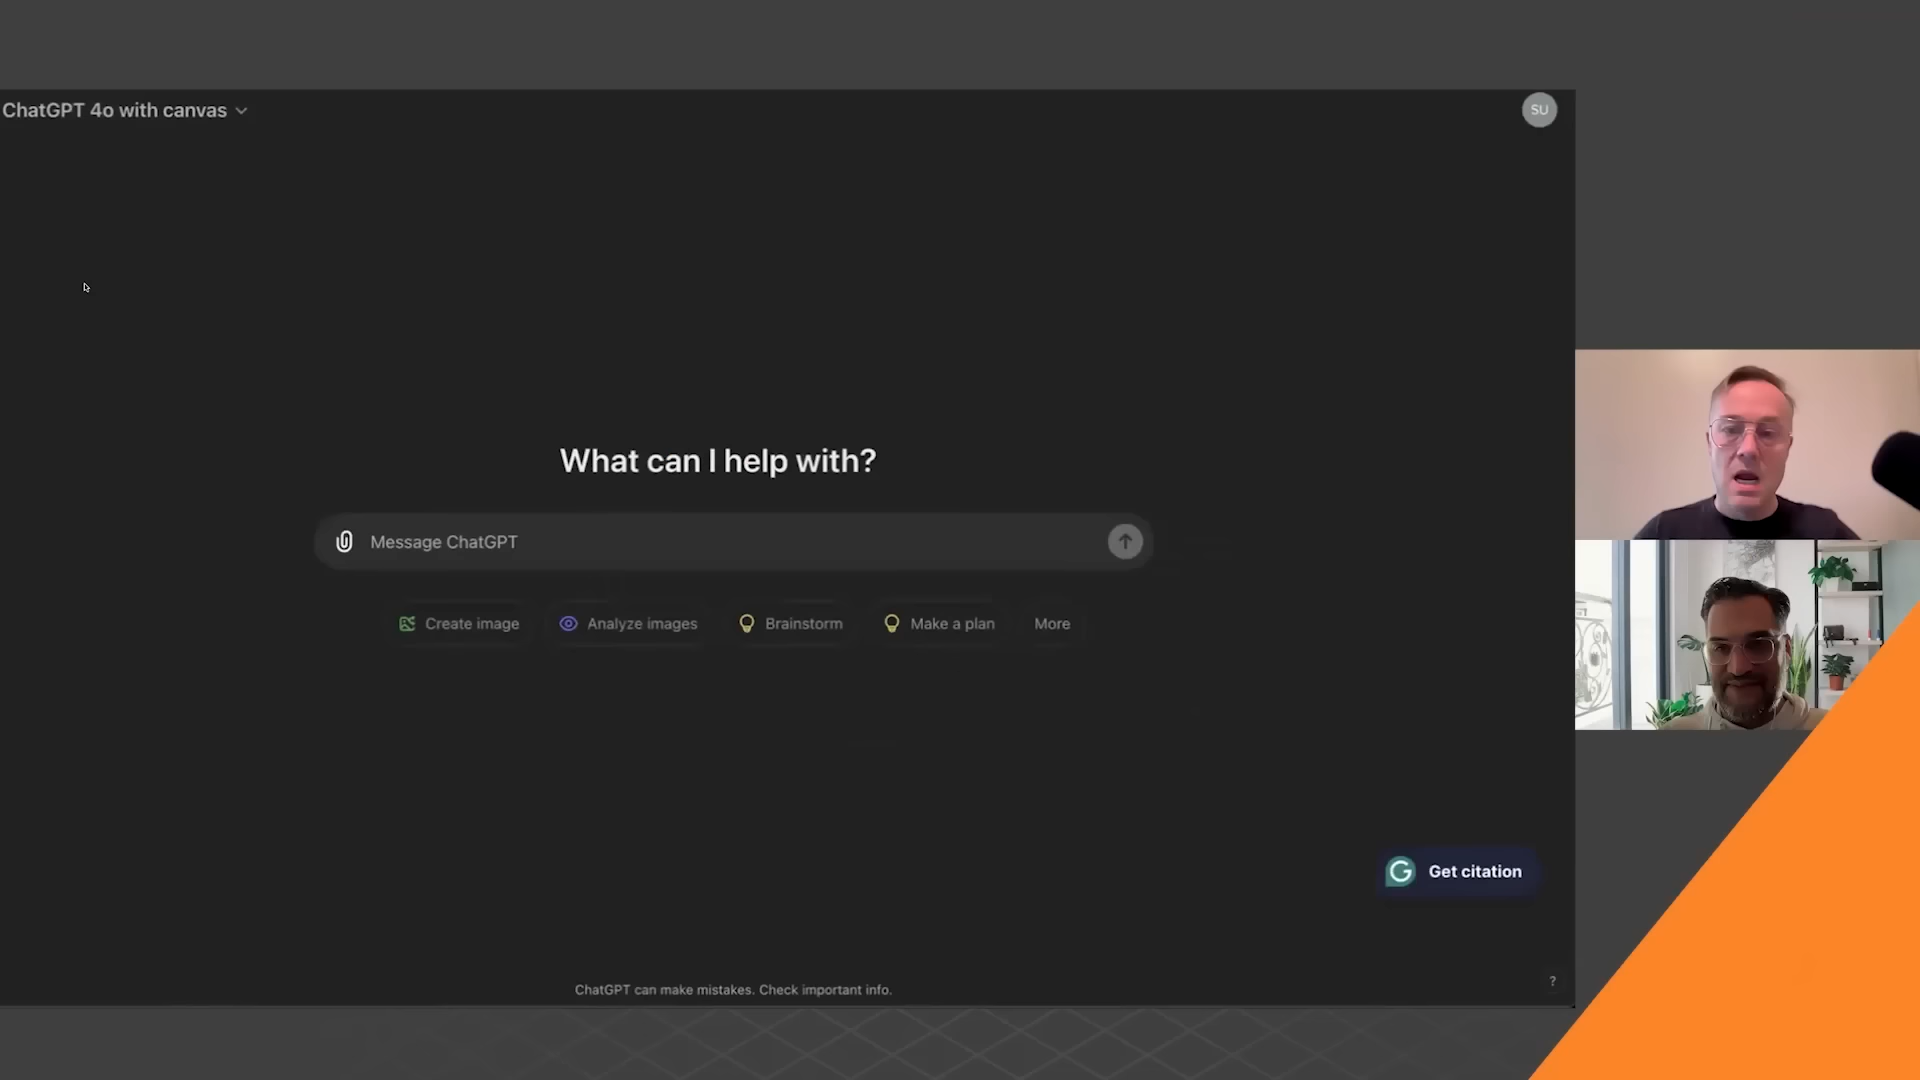 ChatGPT 4o with canvas
SU
What can I help with?
Message ChatGPT
Create image
Analyze images
Brainstorm
Make a plan
More
Get citation
ChatGPT can make mistakes. Check important info.
?